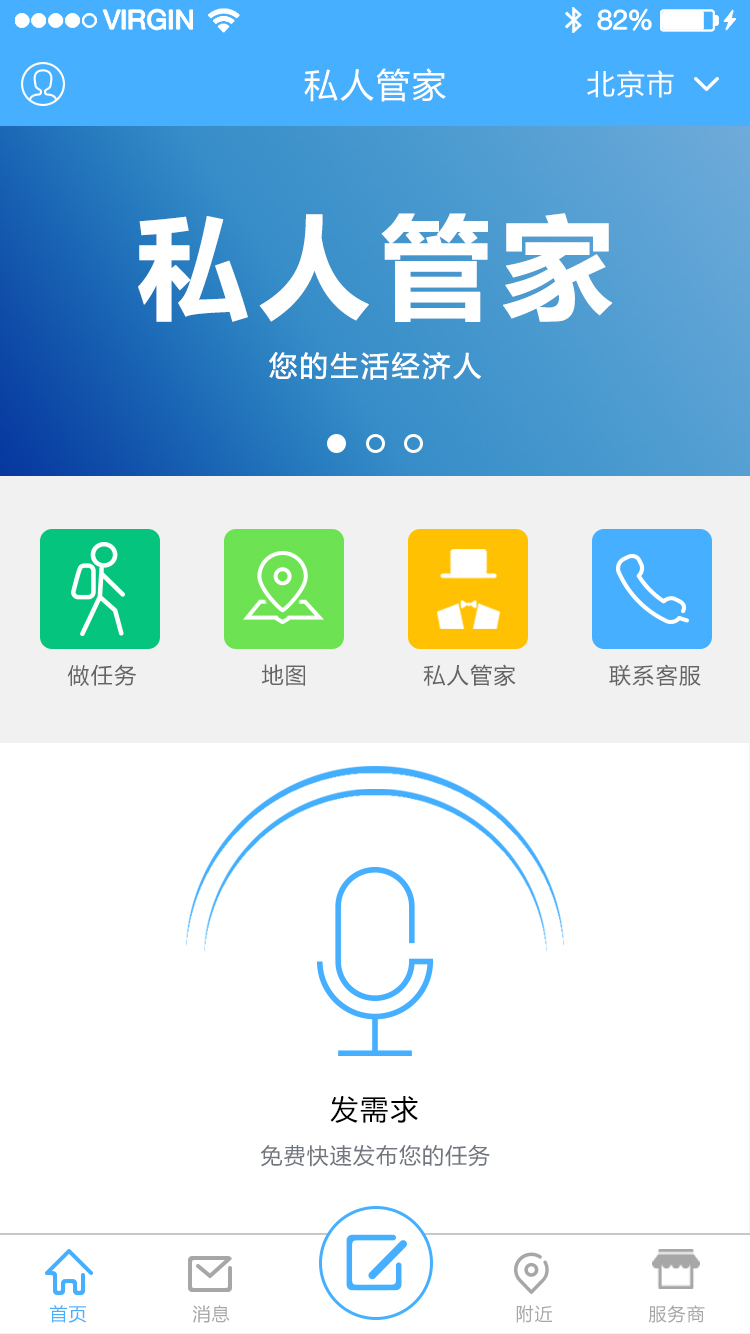 VIRGIN 82%
私人管家 北京市
私人管家
您的生活经济人
做任务 地图 私人管家 联系客服
发需求
免费快速发布您的任务
首页 消息 附近 服务商